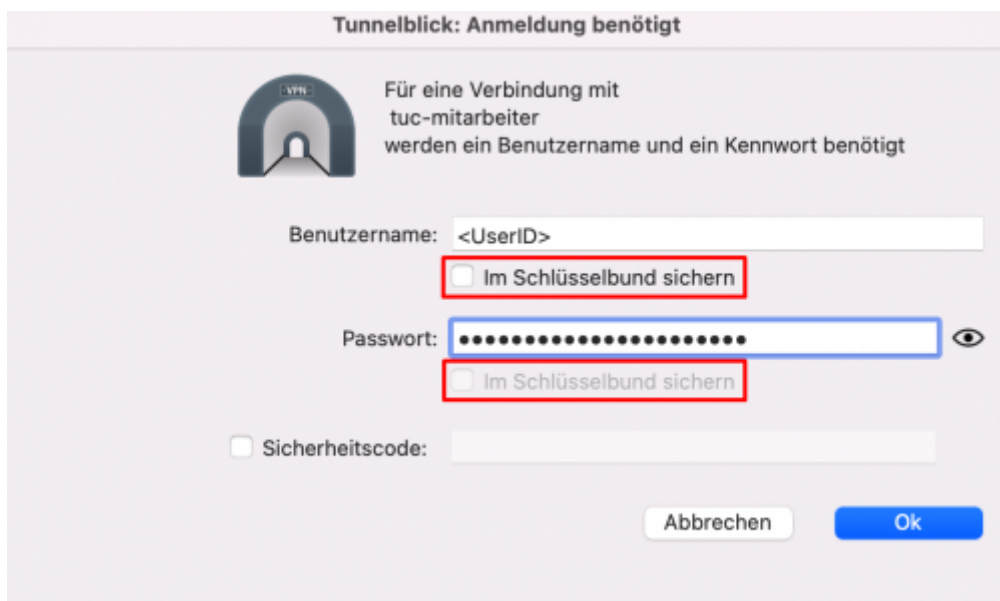 Tunnelblick: Anmeldung benötigt
VPN
Für eine Verbindung mit
tuc-mitarbeiter
werden ein Benutzername und ein Kennwort benötigt
Benutzername: <UserID>
Im Schlüsselbund sichern
Passwort: ••••••••••••••••••••••
Im Schlüsselbund sichern
Sicherheitscode:
Abbrechen Ok